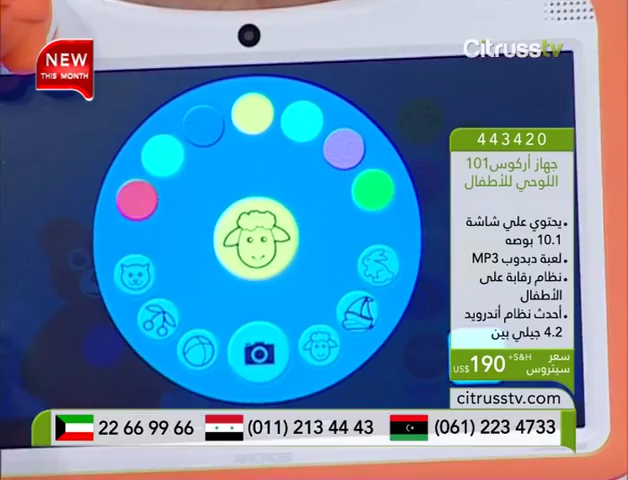 NEW
THIS MONTH
Citrusstv
443420
جهاز أركوس101
اللوحي للأطفال
يحتوي علي شاشة
10.1 بوصه
لعبة دبدوب MP3
نظام رقابة على
الأطفال
أحدث نظام أندرويد
4.2 جيلي بين
سعر
سيتروس
US$ 190 +S&H
citrusstv.com
22 66 99 66
(011) 213 44 43
(061) 223 4733